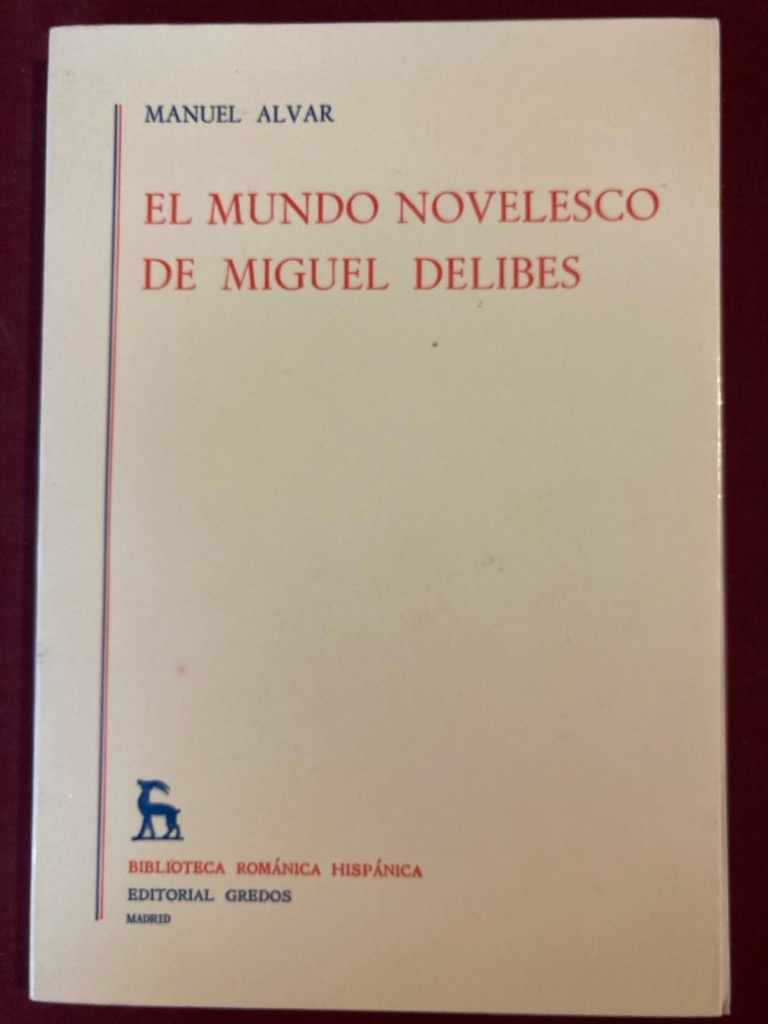 MANUEL ALVAR
EL MUNDO NOVELESCO
DE MIGUEL DELIBES
BIBLIOTECA ROMÁNICA HISPÁNICA
EDITORIAL GREDOS
MADRID